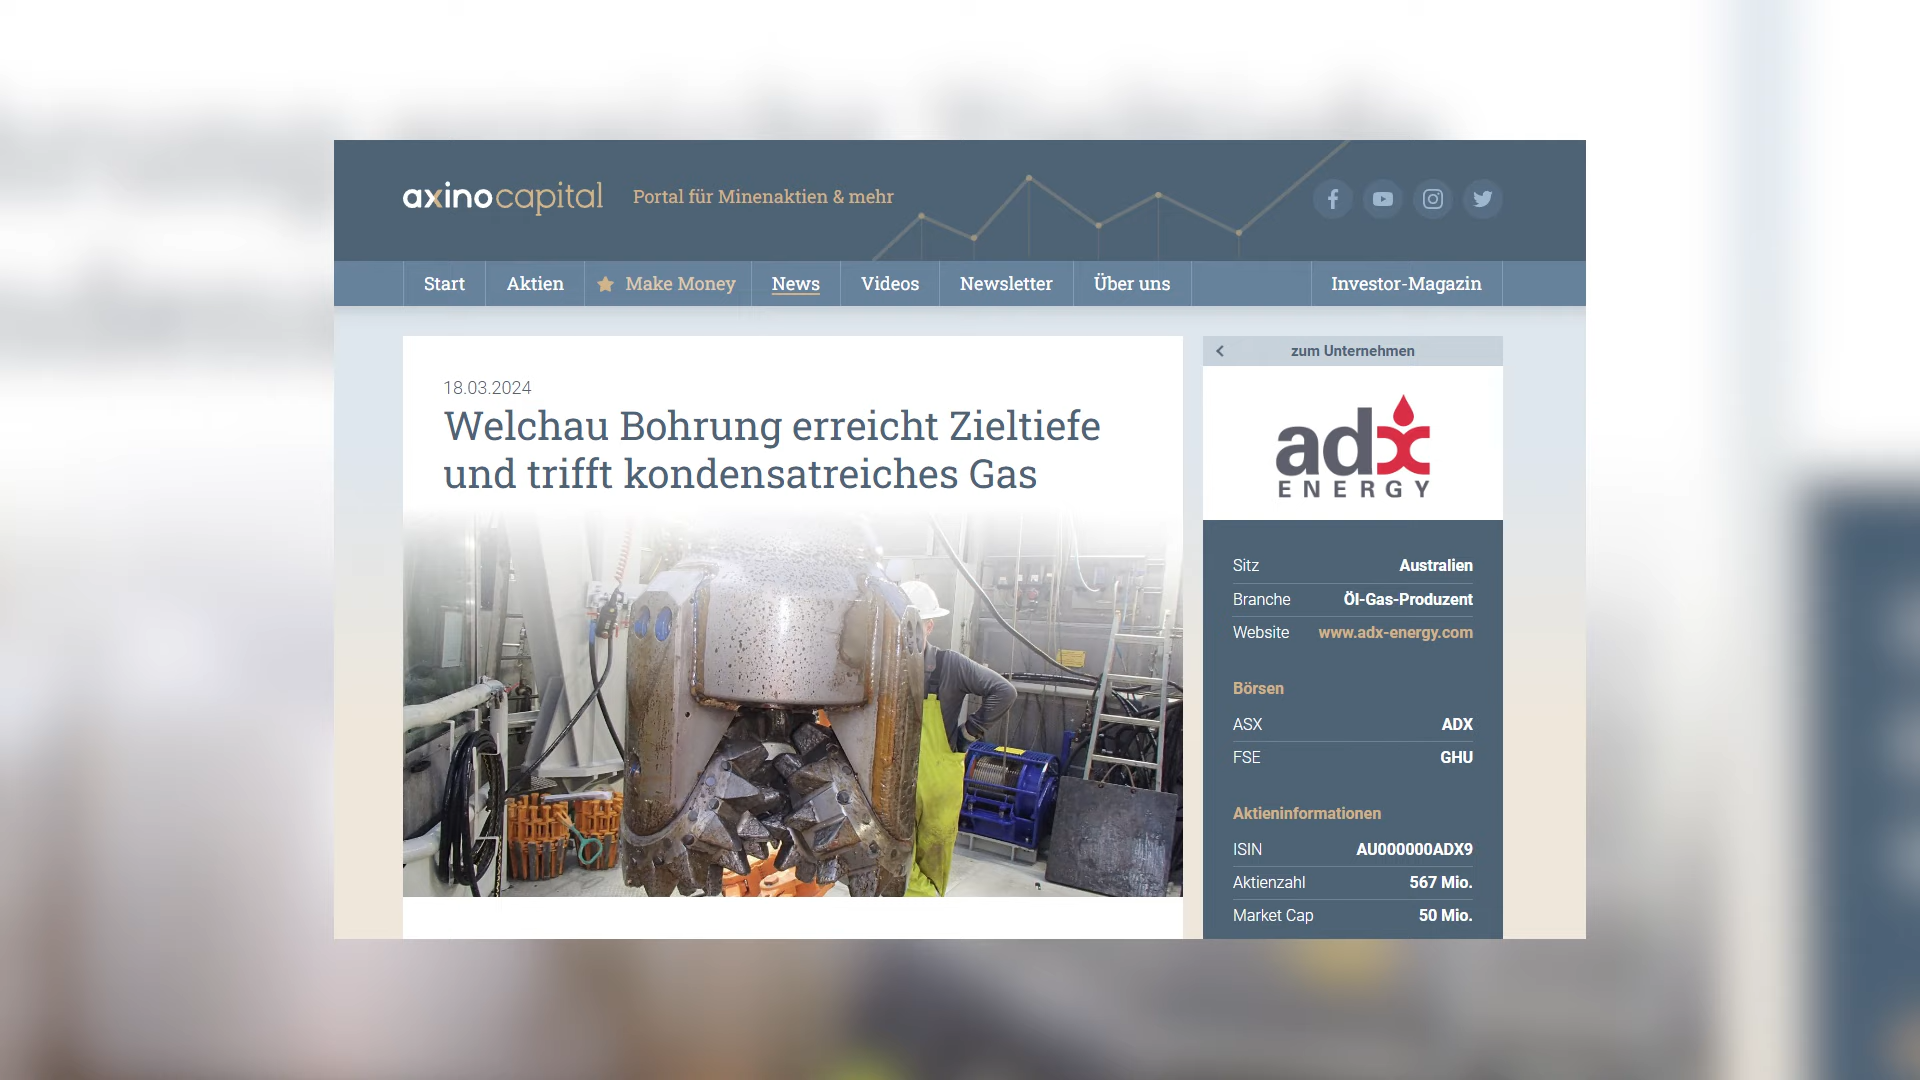 axinocapital
Portal für Minenaktien & mehr
Start
Aktien
Make Money
News
Videos
Newsletter
Über uns
Investor-Magazin
18.03.2024
Welchau Bohrung erreicht Zieltiefe
und trifft kondensatreiches Gas
zum Unternehmen
adx
ENERGY
Sitz Australien
Branche Öl-Gas-Produzent
Website www.adx-energy.com
Börsen
ASX ADX
FSE GHU
Aktieninformationen
ISIN AU000000ADX9
Aktienzahl 567 Mio.
Market Cap 50 Mio.